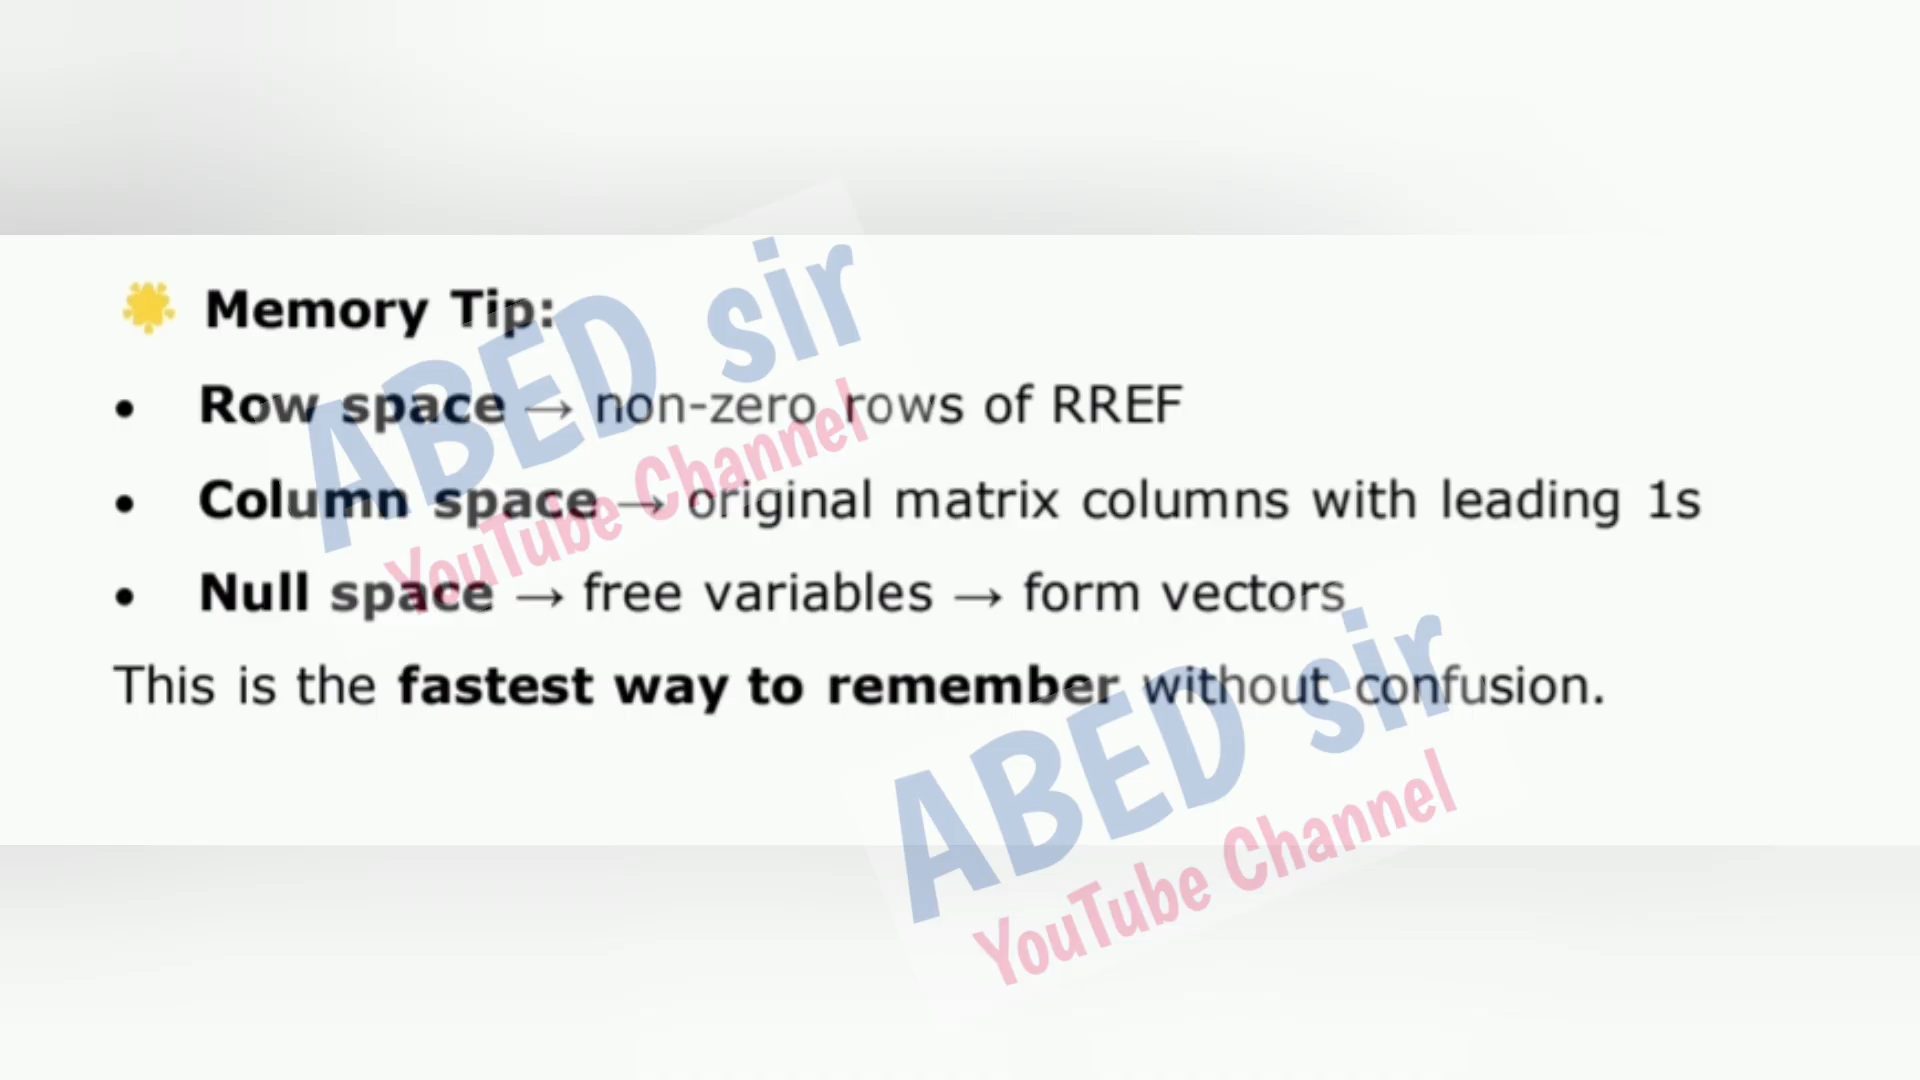 Memory Tip:
• Row space → non-zero rows of RREF
• Column space → original matrix columns with leading 1s
• Null space → free variables → form vectors
This is the fastest way to remember without confusion.
ABED sir
YouTube Channel
ABED sir
YouTube Channel